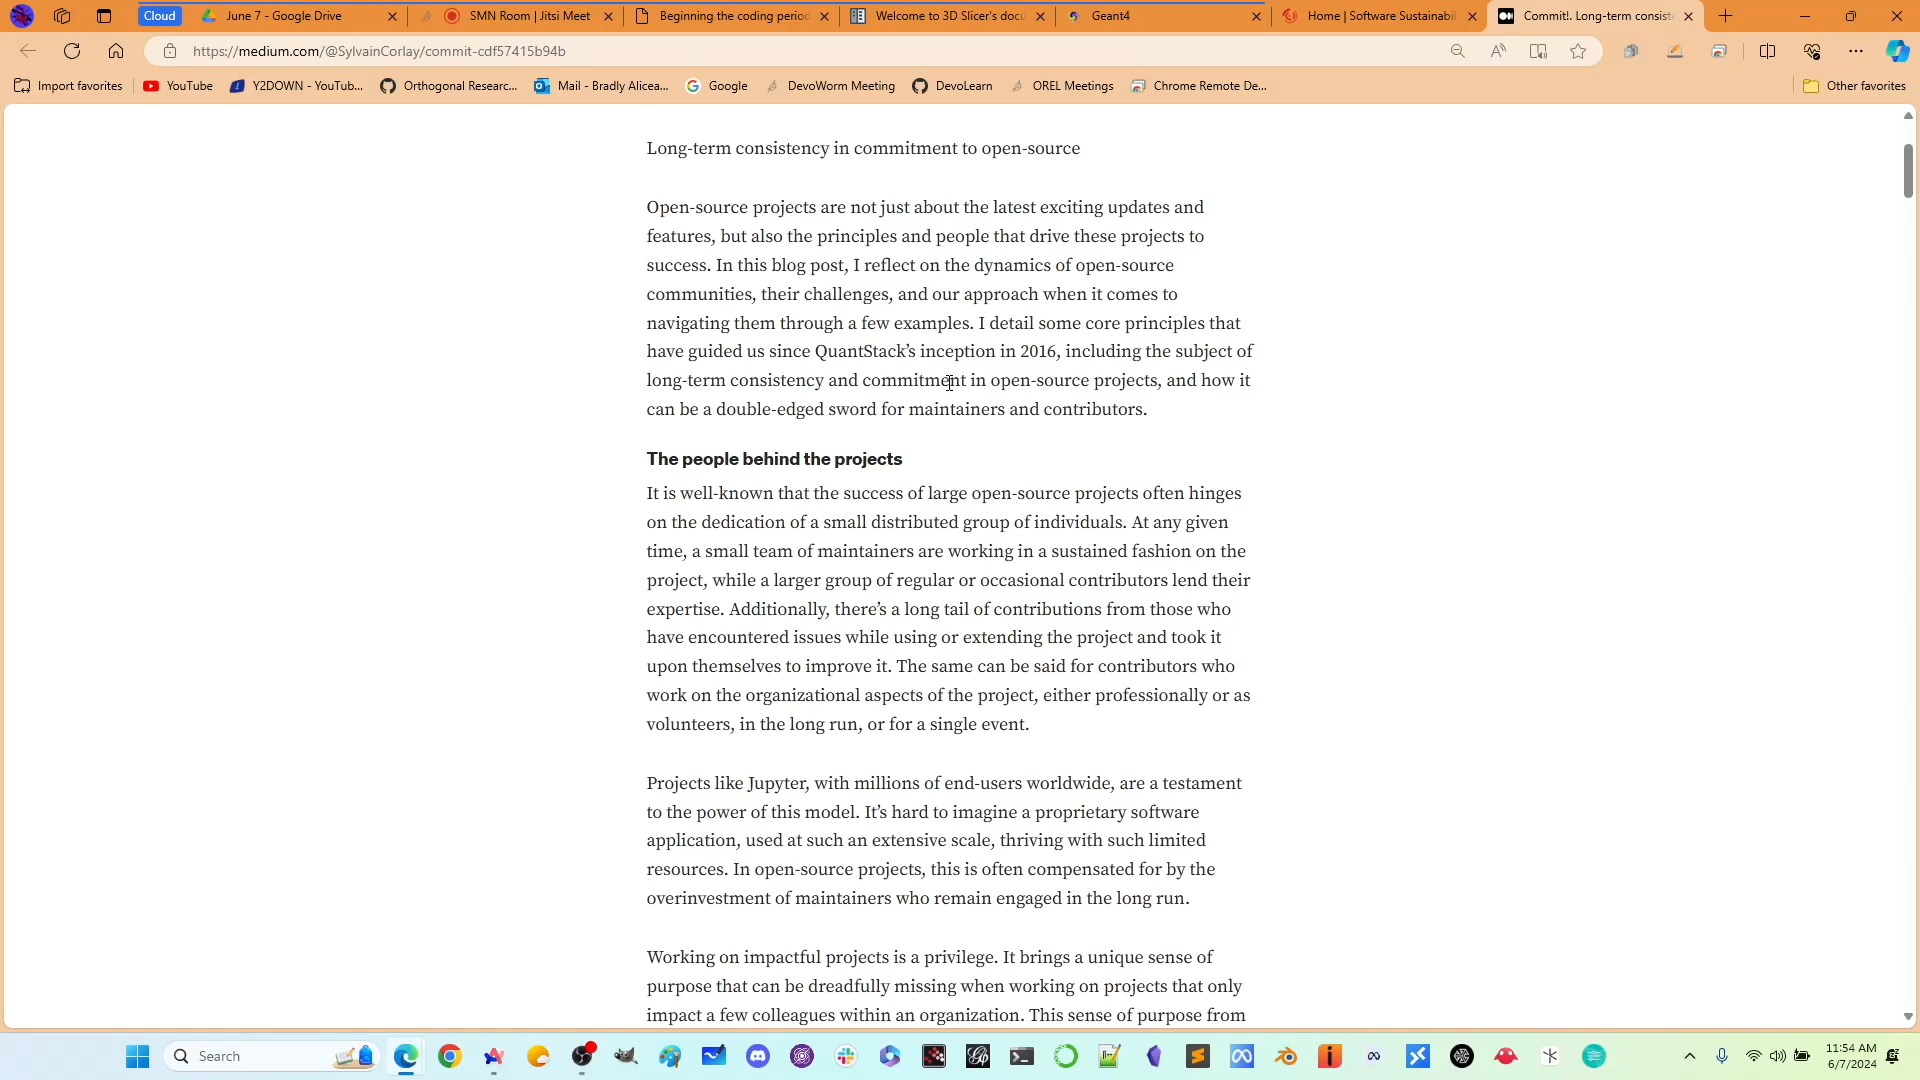 Cloud
June 7 - Google Drive
SMN Room | Jitsi Meet
Beginning the coding period
Welcome to 3D Slicer's docu
Geant4
Home | Software Sustainabil
Commit!. Long-term consist
https://medium.com/@SylvainCorlay/commit-cdf57415b94b
Import favorites
YouTube
Y2DOWN - YouTub...
Orthogonal Researc...
Mail - Bradly Alicea...
Google
DevoWorm Meeting
DevoLearn
OREL Meetings
Chrome Remote De...
Other favorites
Long-term consistency in commitment to open-source
Open-source projects are not just about the latest exciting updates and
features, but also the principles and people that drive these projects to
success. In this blog post, I reflect on the dynamics of open-source
communities, their challenges, and our approach when it comes to
navigating them through a few examples. I detail some core principles that
have guided us since QuantStack’s inception in 2016, including the subject of
long-term consistency and commitment in open-source projects, and how it
can be a double-edged sword for maintainers and contributors.
The people behind the projects
It is well-known that the success of large open-source projects often hinges
on the dedication of a small distributed group of individuals. At any given
time, a small team of maintainers are working in a sustained fashion on the
project, while a larger group of regular or occasional contributors lend their
expertise. Additionally, there’s a long tail of contributions from those who
have encountered issues while using or extending the project and took it
upon themselves to improve it. The same can be said for contributors who
work on the organizational aspects of the project, either professionally or as
volunteers, in the long run, or for a single event.
Projects like Jupyter, with millions of end-users worldwide, are a testament
to the power of this model. It’s hard to imagine a proprietary software
application, used at such an extensive scale, thriving with such limited
resources. In open-source projects, this is often compensated for by the
overinvestment of maintainers who remain engaged in the long run.
Working on impactful projects is a privilege. It brings a unique sense of
purpose that can be dreadfully missing when working on projects that only
impact a few colleagues within an organization. This sense of purpose from
Search
11:54 AM
6/7/2024